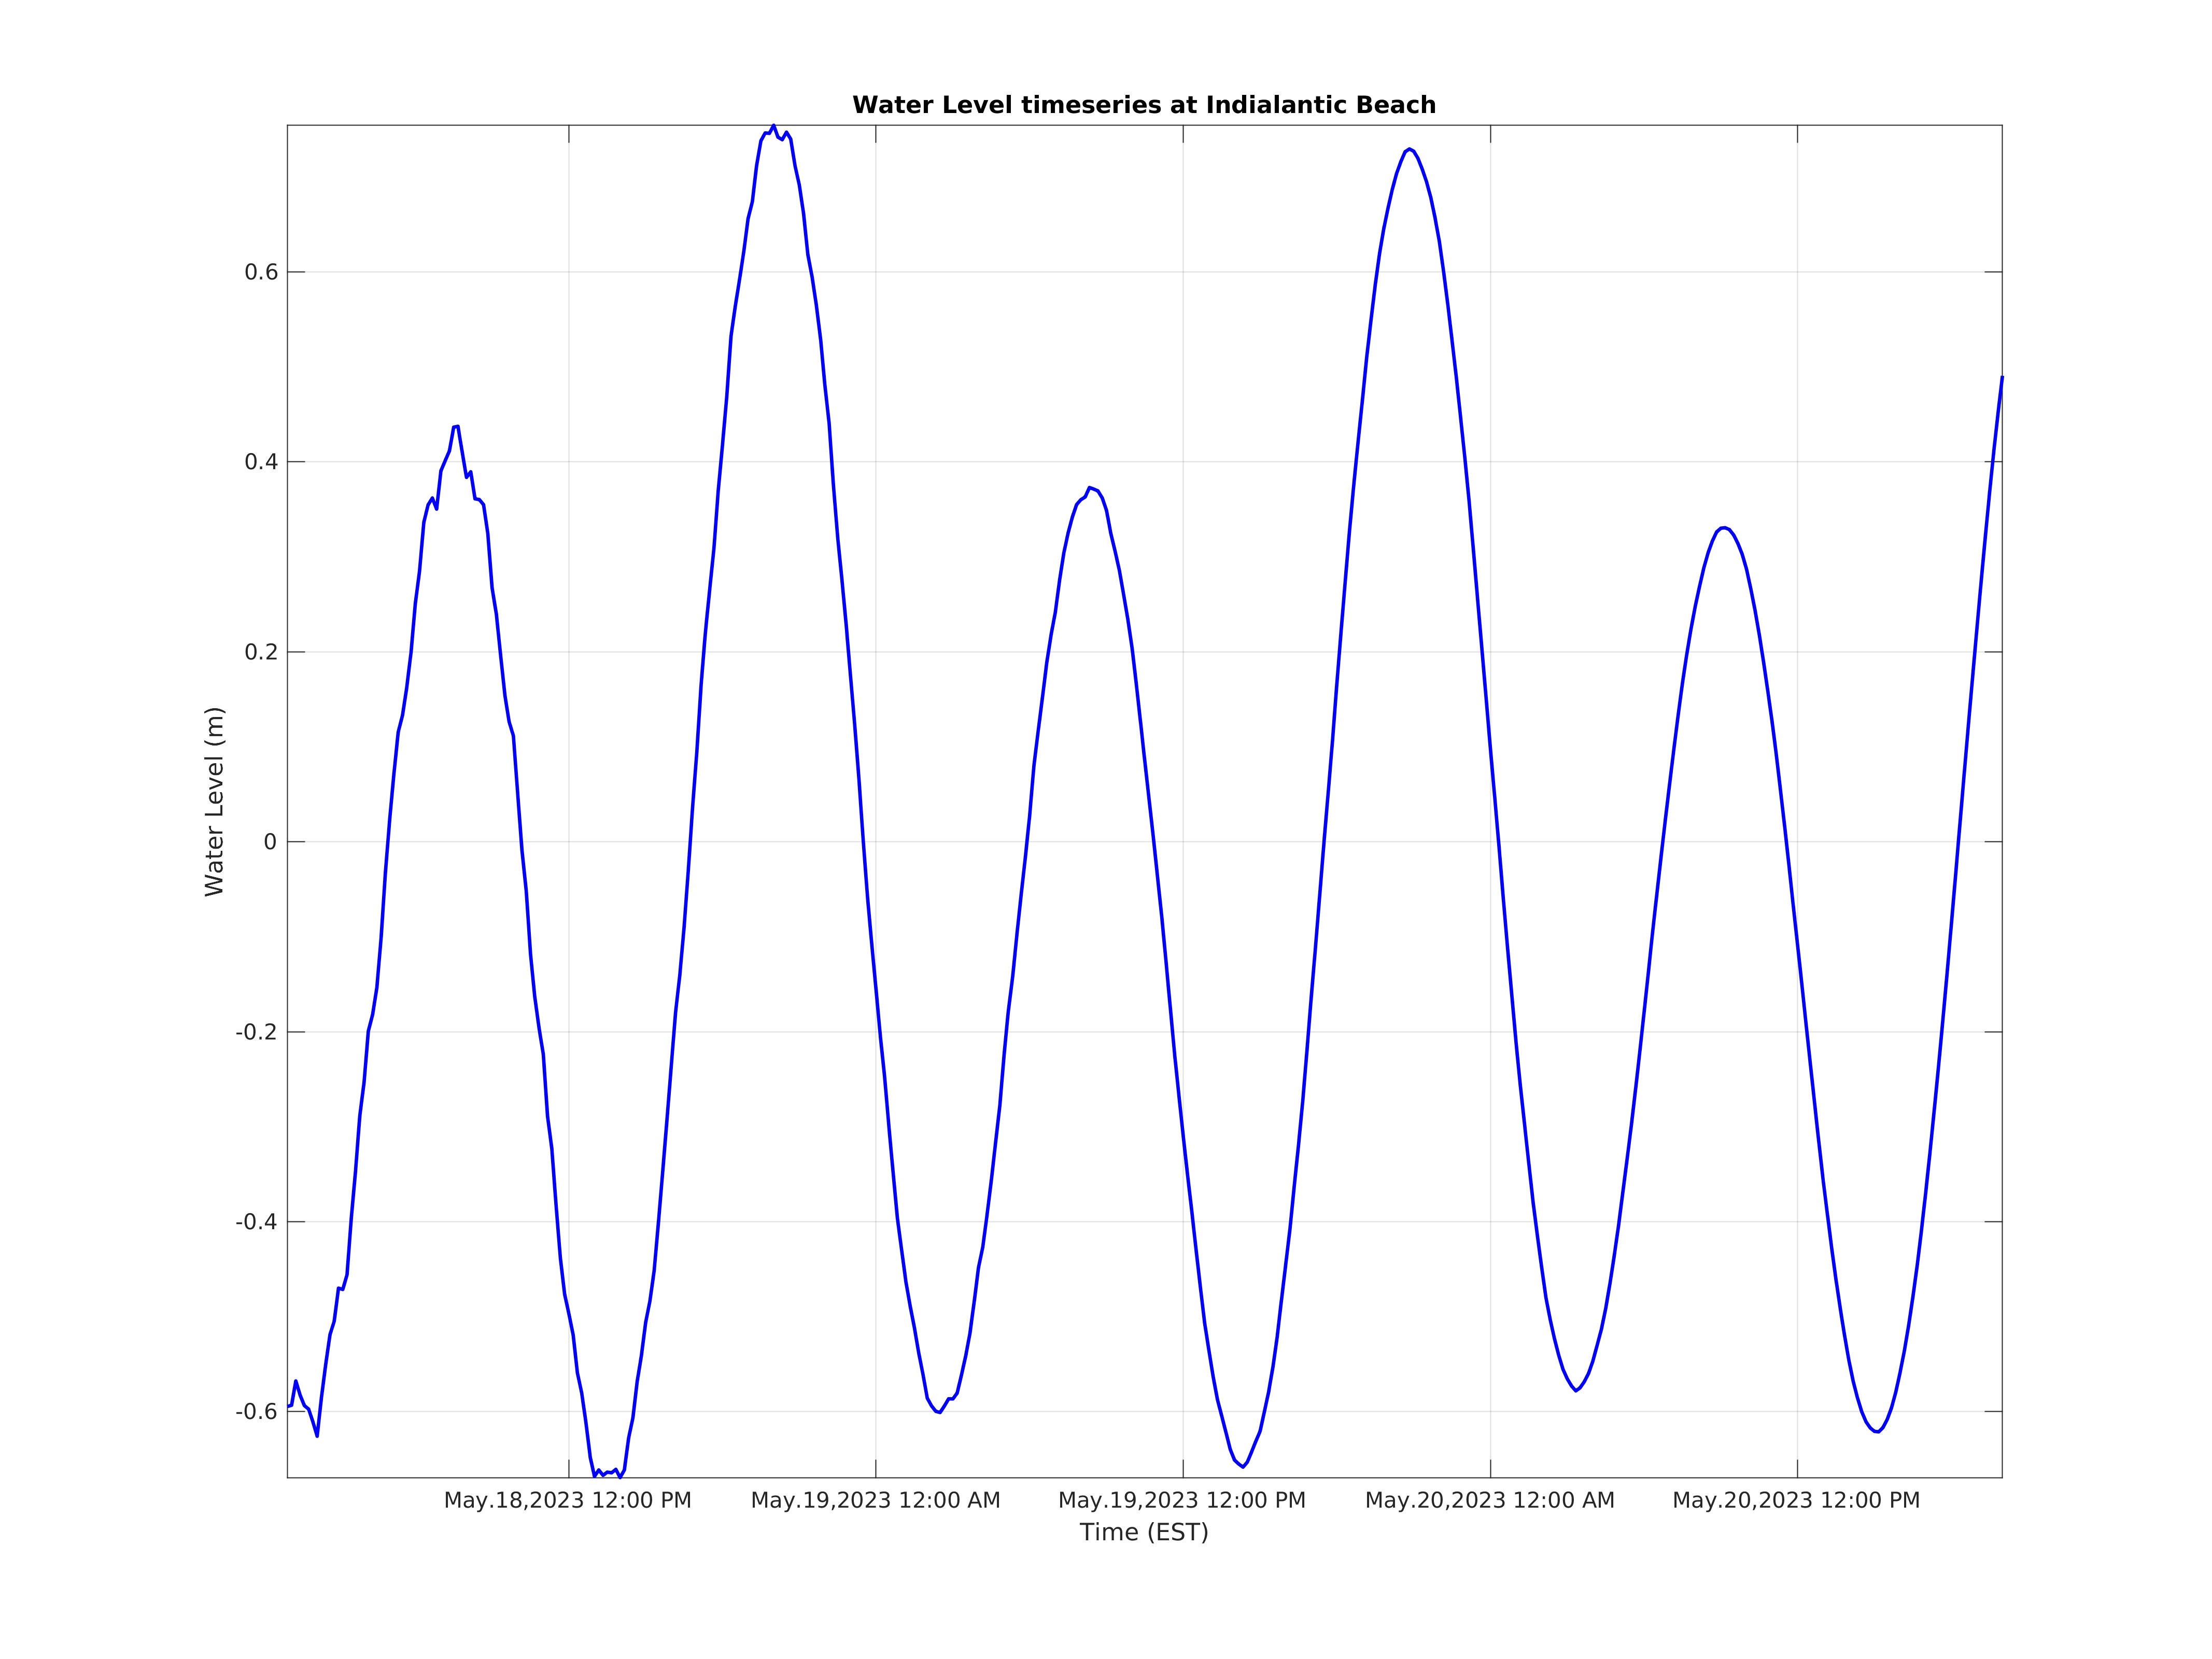 Water Level timeseries at Indialantic Beach
0.6
0.4
0.2
0
-0.2
-0.4
-0.6
Water Level (m)
May.18,2023 12:00 PM
May.19,2023 12:00 AM
May.19,2023 12:00 PM
May.20,2023 12:00 AM
May.20,2023 12:00 PM
Time (EST)